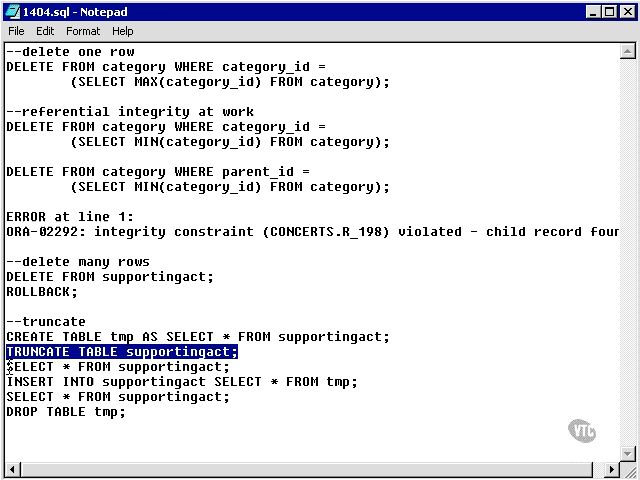 1404.sql - Notepad
File Edit Format Help
--delete one row
DELETE FROM category WHERE category_id =
(SELECT MAX(category_id) FROM category);
--referential integrity at work
DELETE FROM category WHERE category_id =
(SELECT MIN(category_id) FROM category);
DELETE FROM category WHERE parent_id =
(SELECT MIN(category_id) FROM category);
ERROR at line 1:
ORA-02292: integrity constraint (CONCERTS.R_198) violated - child record foun
--delete many rows
DELETE FROM supportingact;
ROLLBACK;
--truncate
CREATE TABLE tmp AS SELECT * FROM supportingact;
TRUNCATE TABLE supportingact;
SELECT * FROM supportingact;
INSERT INTO supportingact SELECT * FROM tmp;
SELECT * FROM supportingact;
DROP TABLE tmp;
VTC